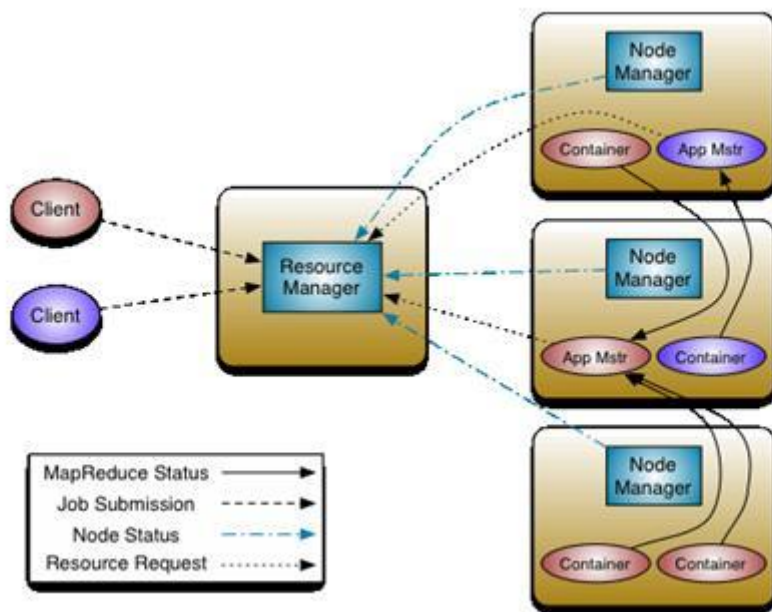 Node
Manager
Container
App Mstr
Client
Resource
Manager
Node
Manager
Client
App Mstr
Container
Node
Manager
MapReduce Status
Job Submission
Node Status
Resource Request
Container
Container